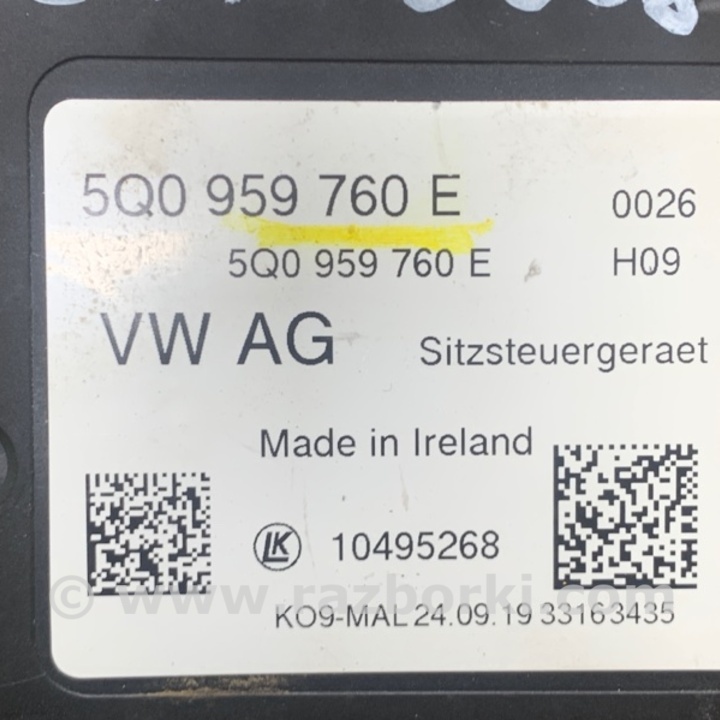 5Q0 959 760 E 0026
5Q0 959 760 E H09
VW AG Sitzsteuergeraet
Made in Ireland
LK 10495268
© www.razborki.com
KO9-MAL 24.09.19 33163435